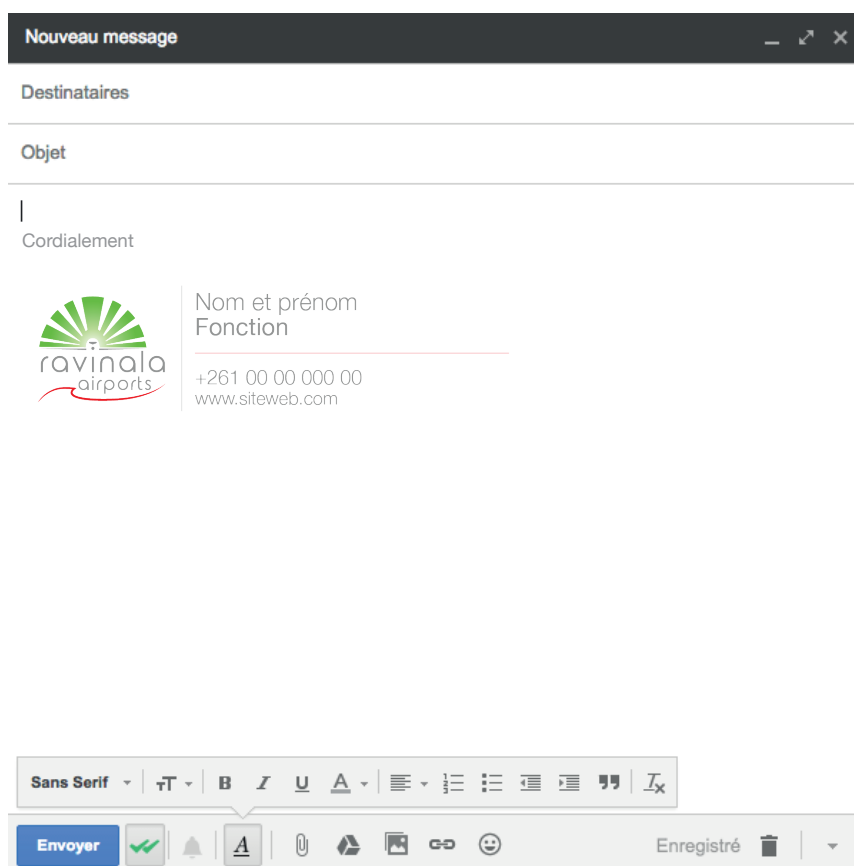 Nouveau message
Destinataires
Objet
Cordialement
ravinala
airports
Nom et prénom
Fonction
+261 00 00 000 00
www.siteweb.com
Sans Serif
Envoyer
Enregistré